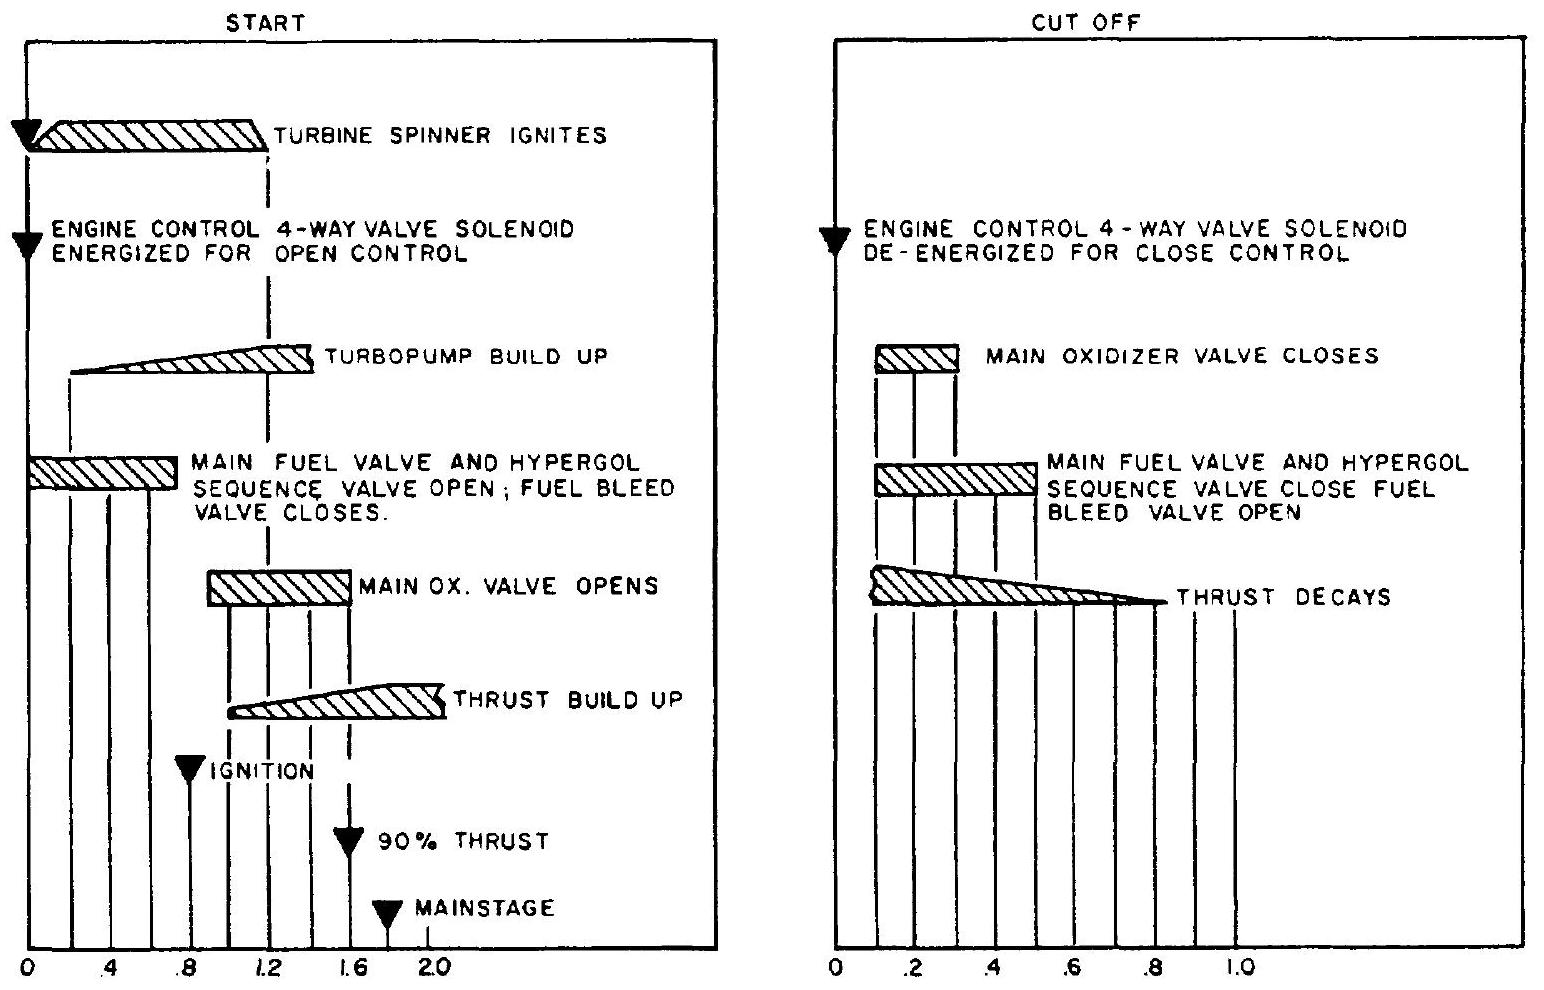 START
TURBINE SPINNER IGNITES
ENGINE CONTROL 4-WAY VALVE SOLENOID
ENERGIZED FOR OPEN CONTROL
TURBOPUMP BUILD UP
MAIN FUEL VALVE AND HYPERGOL
SEQUENCE VALVE OPEN; FUEL BLEED
VALVE CLOSES.
MAIN OX. VALVE OPENS
THRUST BUILD UP
IGNITION
90% THRUST
MAINSTAGE
0 .4 .8 1.2 1.6 2.0
CUT OFF
ENGINE CONTROL 4-WAY VALVE SOLENOID
DE-ENERGIZED FOR CLOSE CONTROL
MAIN OXIDIZER VALVE CLOSES
MAIN FUEL VALVE AND HYPERGOL
SEQUENCE VALVE CLOSE FUEL
BLEED VALVE OPEN
THRUST DECAYS
0 .2 .4 .6 .8 1.0